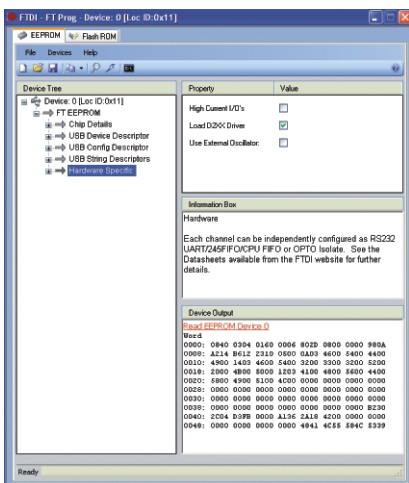 FTDI - FT Prog - Device: 0 [Loc ID:0x11]
EEPROM Flash ROM
File Devices Help
Device Tree
Device: 0 [Loc ID:0x11]
FT EEPROM
Chip Details
USB Device Descriptor
USB Config Descriptor
USB String Descriptors
Hardware Specific
Property Value
High Current I/O's
Load D2XX Driver
Use External Oscillator:
Information Box
Hardware
Each channel can be independently configured as RS232
UART/245FIFO/CPU FIFO or OPTO Isolate. See the
Datasheets available from the FTDI website for further
details.
Device Output
Read EEPROM Device 0
Word
0000: 0840 0304 0160 0006 802D 0800 0000 980A
0008: A214 B612 2310 0500 0A03 4600 5400 4400
0010: 4900 1403 4600 5400 3200 3300 3200 5200
0018: 2000 4B00 5000 1203 4100 4800 5600 4400
0020: 5800 4900 5100 4C00 0000 0000 0000 0000
0028: 0000 0000 0000 0000 0000 0000 0000 0000
0030: 0000 0000 0000 0000 0000 0000 0000 0000
0038: 0000 0000 0000 0000 0000 0000 0000 B230
0040: 2C04 D3FB 0000 A136 2A18 4200 0000 0000
0048: 0000 0000 0000 0000 4841 4C55 584C 5339
Ready